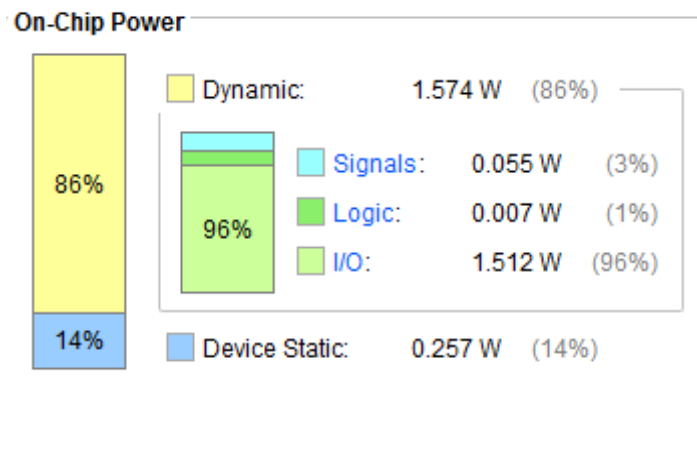 On-Chip Power
Dynamic: 1.574 W (86%)
86%
Signals: 0.055 W (3%)
Logic: 0.007 W (1%)
96%
I/O: 1.512 W (96%)
14%
Device Static: 0.257 W (14%)